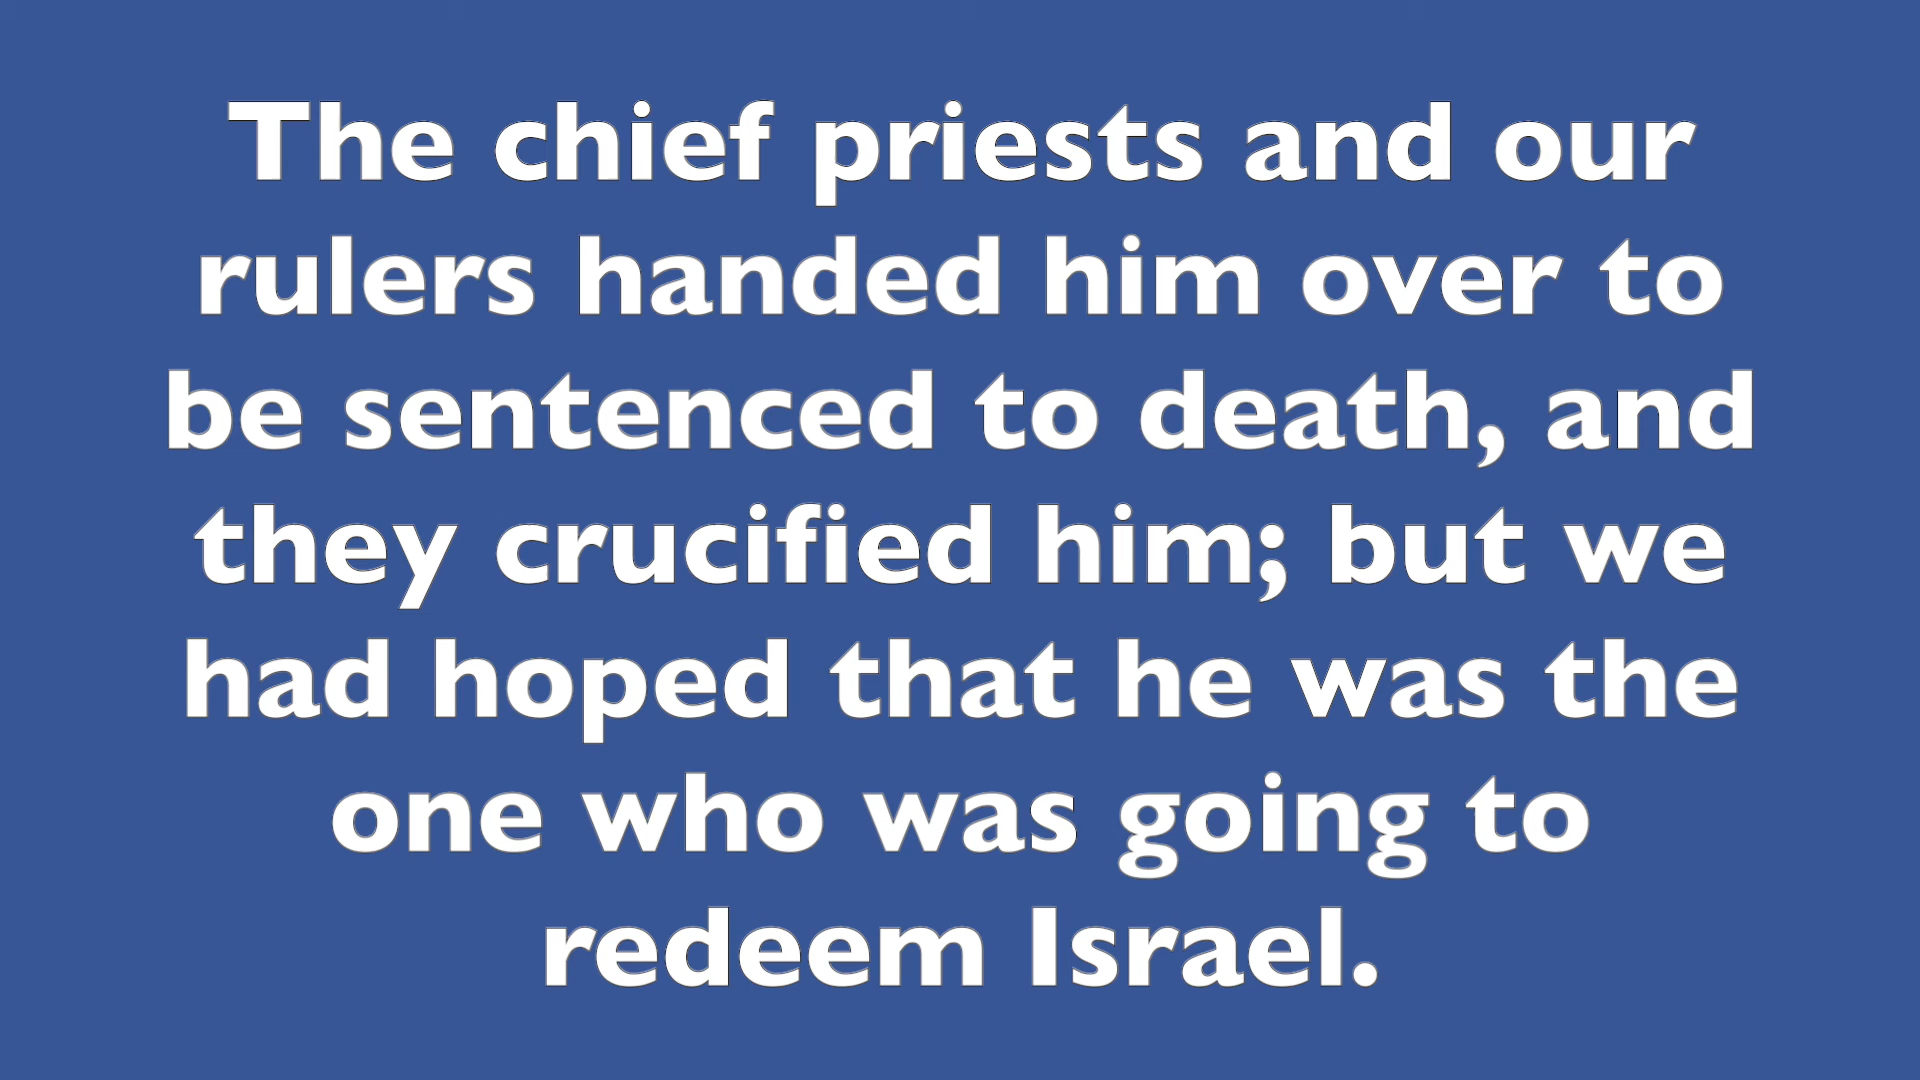 The chief priests and our
rulers handed him over to
be sentenced to death, and
they crucified him; but we
had hoped that he was the
one who was going to
redeem Israel.